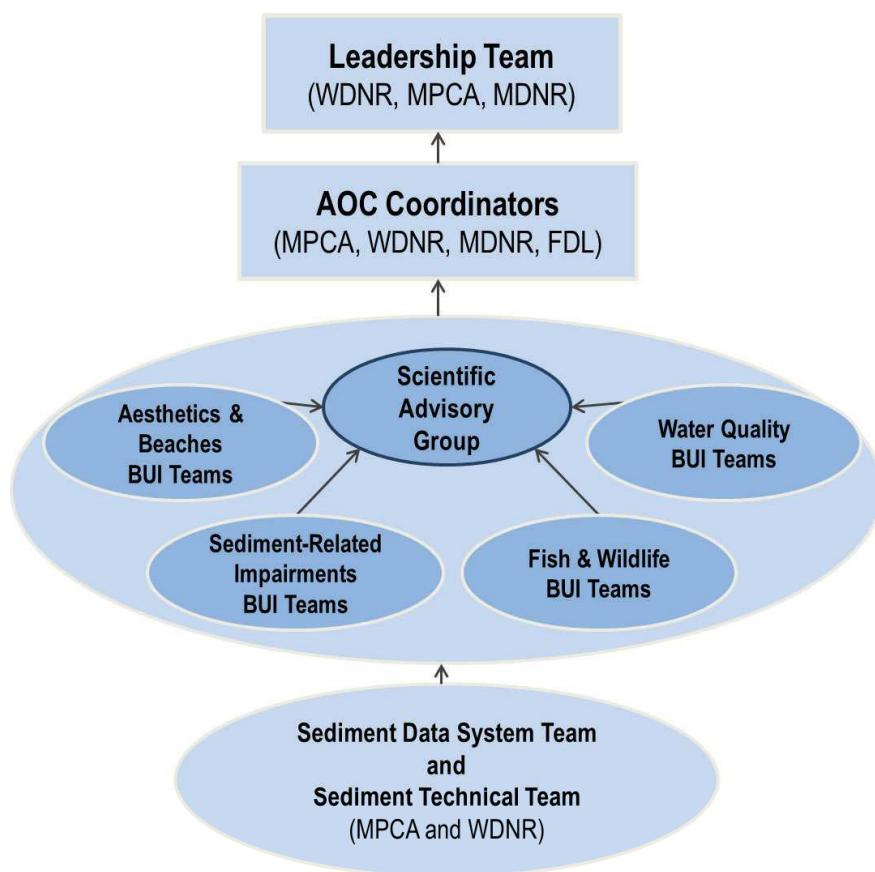 Leadership Team
(WDNR, MPCA, MDNR)
AOC Coordinators
(MPCA, WDNR, MDNR, FDL)
Scientific
Advisory
Group
Aesthetics &
Beaches
BUI Teams
Water Quality
BUI Teams
Sediment-Related
Impairments
BUI Teams
Fish & Wildlife
BUI Teams
Sediment Data System Team
and
Sediment Technical Team
(MPCA and WDNR)